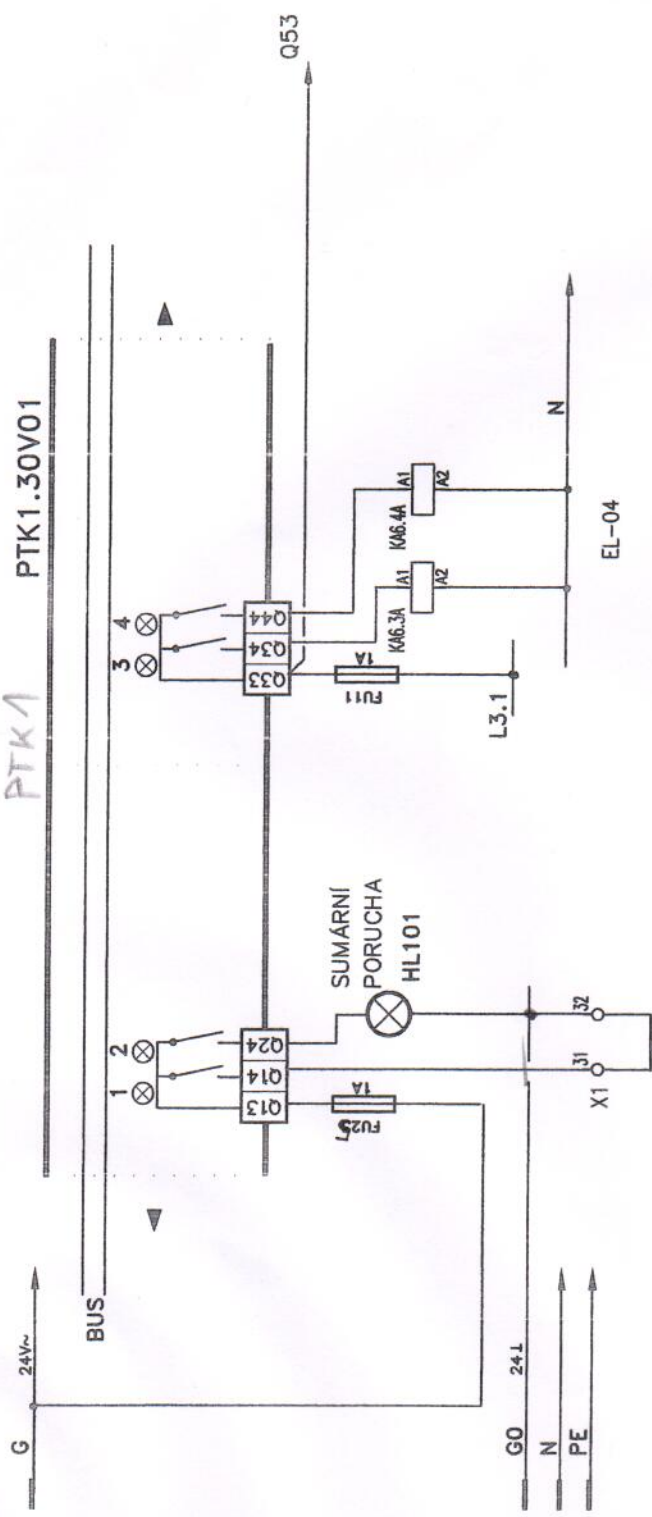 PTK1
PTK1.30V01
G
24V~
BUS
1
2
3
4
Q13
Q14
Q24
Q33
Q34
Q44
Q53
1A
SUMÁRNÍ
PORUCHA
HL101
FU11
1A
KA6.3A
A1
A2
KA6.4A
A1
A2
L3.1
N
EL-04
G0
24⊥
N
PE
31
32
X1